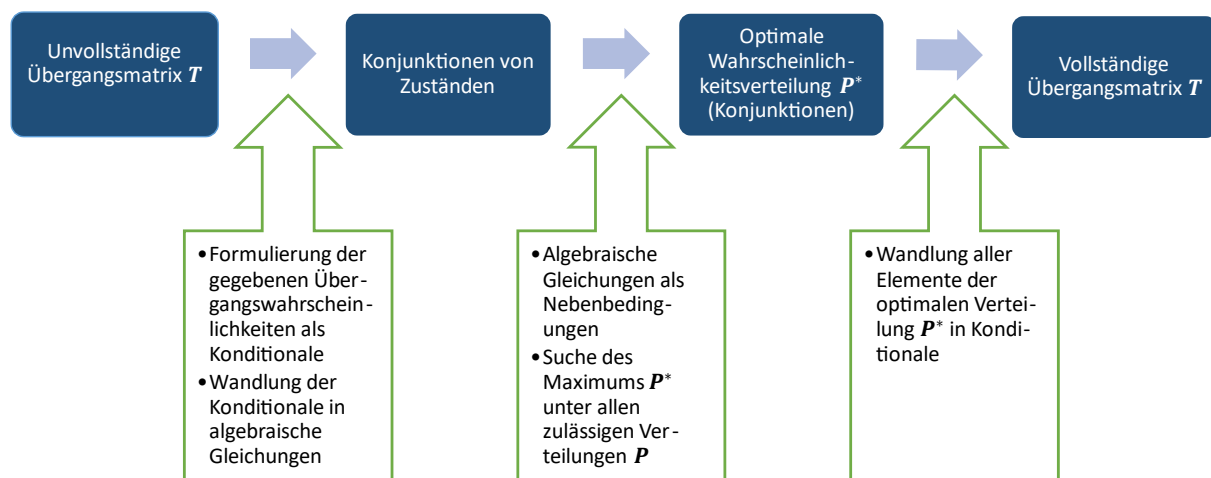 Unvollständige
Übergangsmatrix T
Konjunktionen von
Zuständen
Optimale
Wahrscheinlich-
keitsverteilung P*
(Konjunktionen)
Vollständige
Übergangsmatrix T
•Formulierung der
gegebenen Über-
gangswahrschein-
lichkeiten als
Konditionale
•Wandlung der
Konditionale in
algebraische
Gleichungen
•Algebraische
Gleichungen als
Nebenbeding-
ungen
•Suche des
Maximums P*
unter allen
zulässigen Ver-
teilungen P
•Wandlung aller
Elemente der
optimalen Vertei-
lung P* in Kondi-
tionale